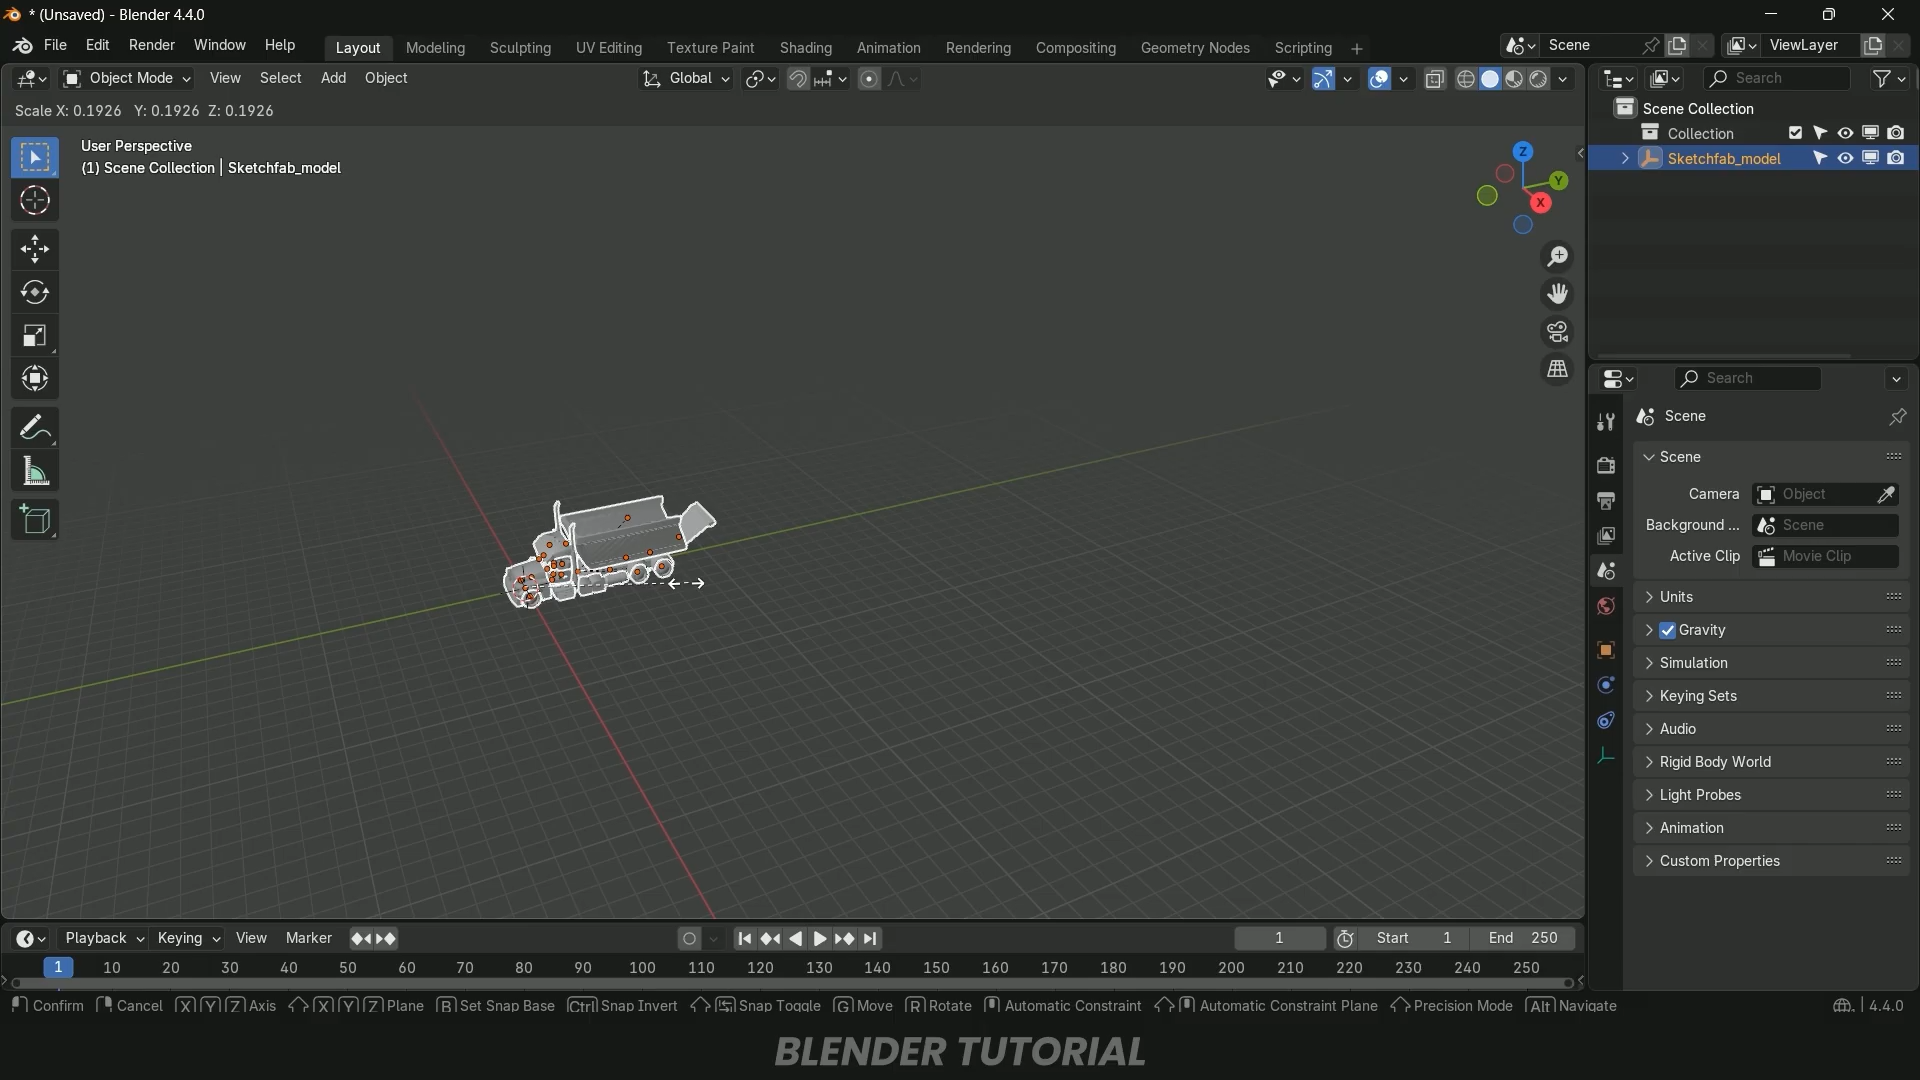 * (Unsaved) - Blender 4.4.0
File Edit Render Window Help Layout Modeling Sculpting UV Editing Texture Paint Shading Animation Rendering Compositing Geometry Nodes Scripting + Scene ViewLayer
Object Mode View Select Add Object Global Search
Scale X: 0.1926 Y: 0.1926 Z: 0.1926
Scene Collection
Collection
Sketchfab_model
User Perspective
(1) Scene Collection | Sketchfab_model
Z
Y
X
Search
Scene
Scene
Camera Object
Background ... Scene
Active Clip Movie Clip
Units
Gravity
Simulation
Keying Sets
Audio
Rigid Body World
Light Probes
Animation
Custom Properties
Playback Keying View Marker 1 Start 1 End 250
1 10 20 30 40 50 60 70 80 90 100 110 120 130 140 150 160 170 180 190 200 210 220 230 240 250
Confirm Cancel X Y Z Axis X Y Z Plane B Set Snap Base Ctrl Snap Invert Snap Toggle G Move R Rotate Automatic Constraint Automatic Constraint Plane Precision Mode Alt Navigate 4.4.0
BLENDER TUTORIAL